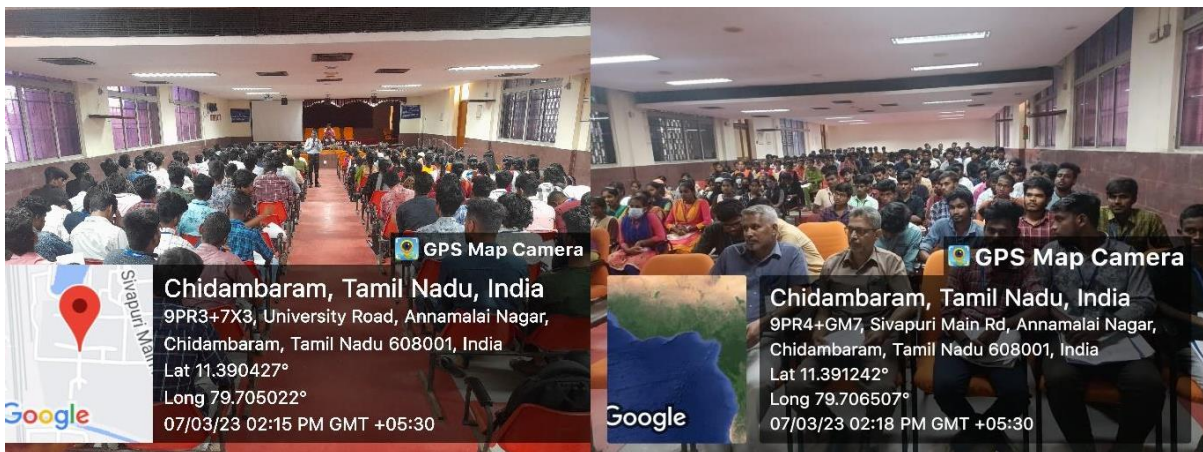 GPS Map Camera
Chidambaram, Tamil Nadu, India
9PR3+7X3, University Road, Annamalai Nagar,
Chidambaram, Tamil Nadu 608001, India
Lat 11.390427°
Long 79.705022°
07/03/23 02:15 PM GMT +05:30
Sivapuri Mai
Google
GPS Map Camera
Chidambaram, Tamil Nadu, India
9PR4+GM7, Sivapuri Main Rd, Annamalai Nagar,
Chidambaram, Tamil Nadu 608001, India
Lat 11.391242°
Long 79.706507°
07/03/23 02:18 PM GMT +05:30
Google